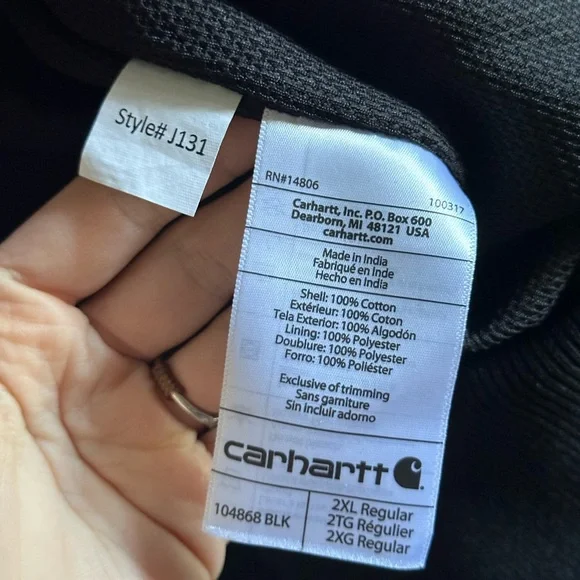 Style# J131
RN#14806
100317
Carhartt, Inc. P.O. Box 600
Dearborn, MI 48121 USA
carhartt.com
Made in India
Fabriqué en Inde
Hecho en India
Shell: 100% Cotton
Extérieur: 100% Coton
Tela Exterior: 100% Algodón
Lining: 100% Polyester
Doublure: 100% Polyester
Forro: 100% Poliéster
Exclusive of trimming
Sans garniture
Sin incluir adorno
carhartt
104868 BLK
2XL Regular
2TG Régulier
2XG Regular